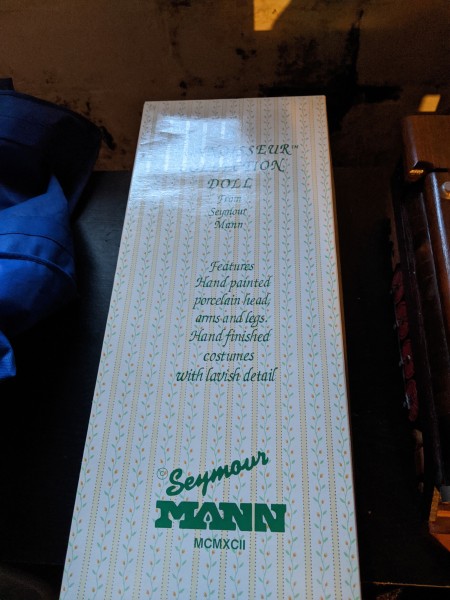 DOLL
From
Seymour
Mann
Features
Hand painted
porcelain head,
arms and legs.
Hand finished
costumes
with lavish detail
Seymour
MANN
MCMXCII